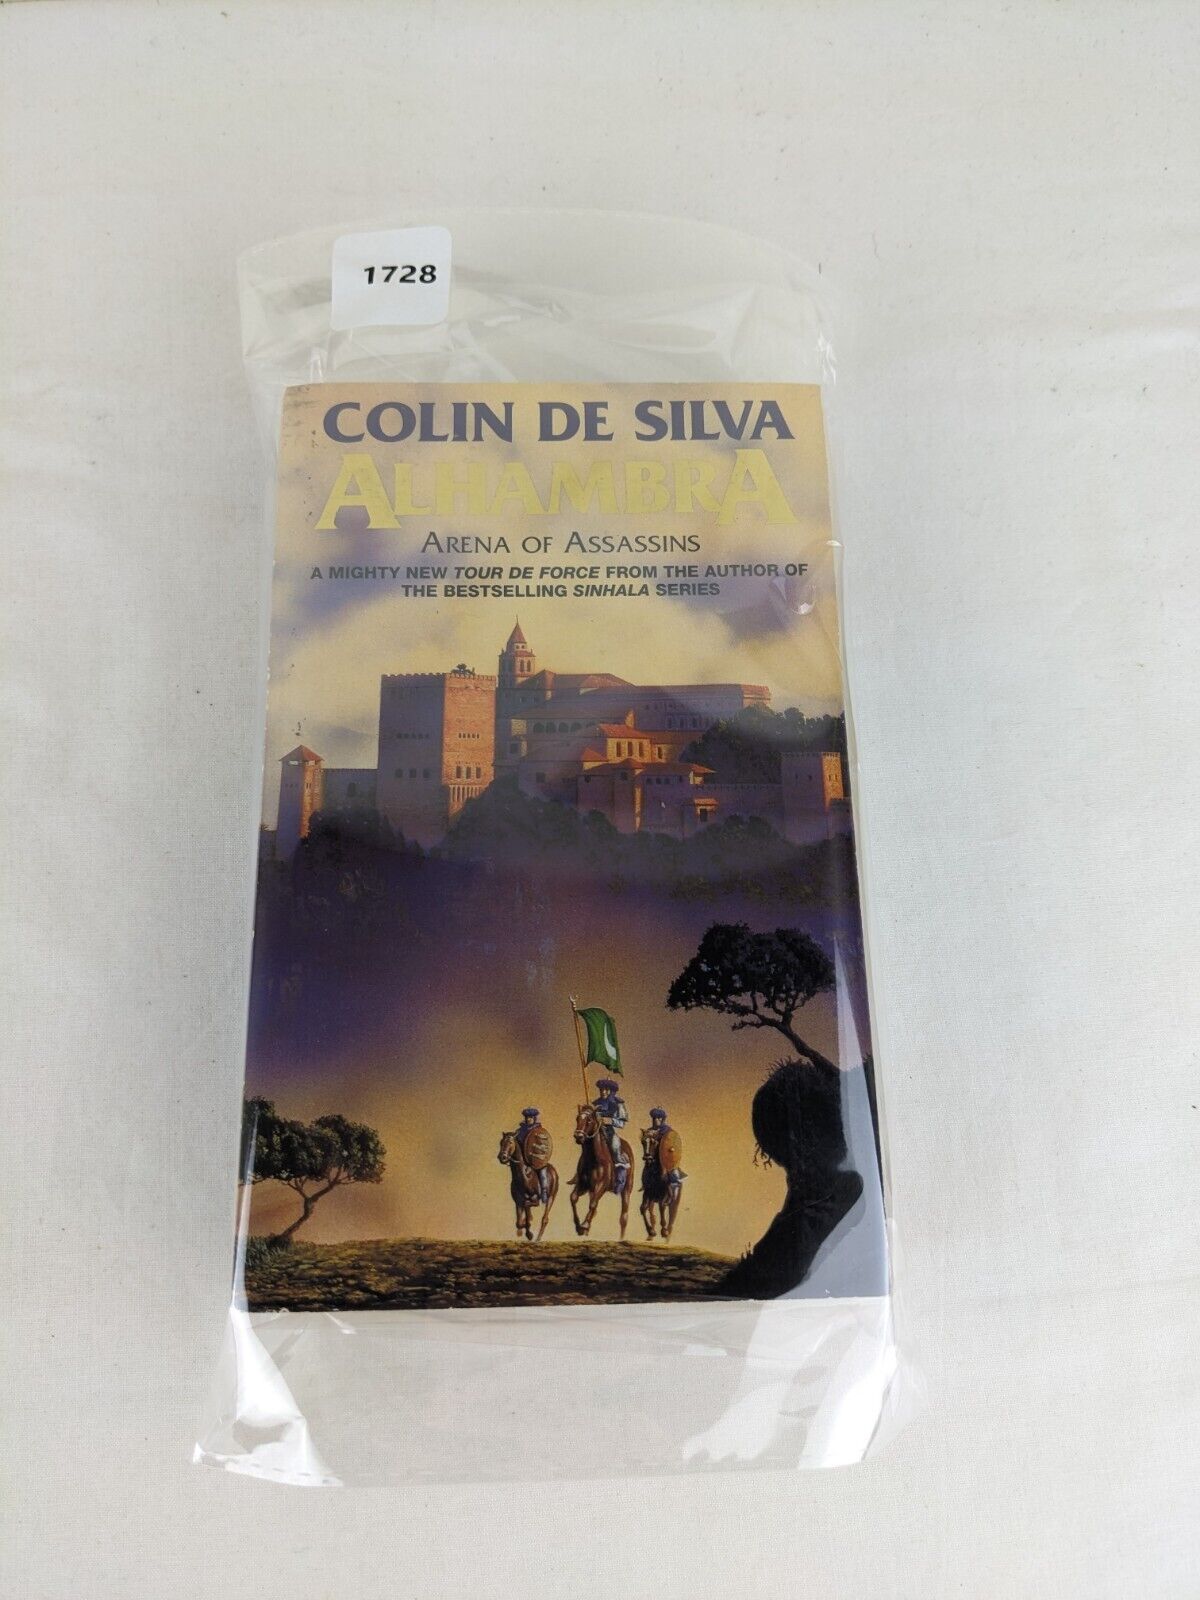 1728
COLIN DE SILVA
ALHAMBRA
ARENA OF ASSASSINS
A MIGHTY NEW TOUR DE FORCE FROM THE AUTHOR OF
THE BESTSELLING SINHALA SERIES